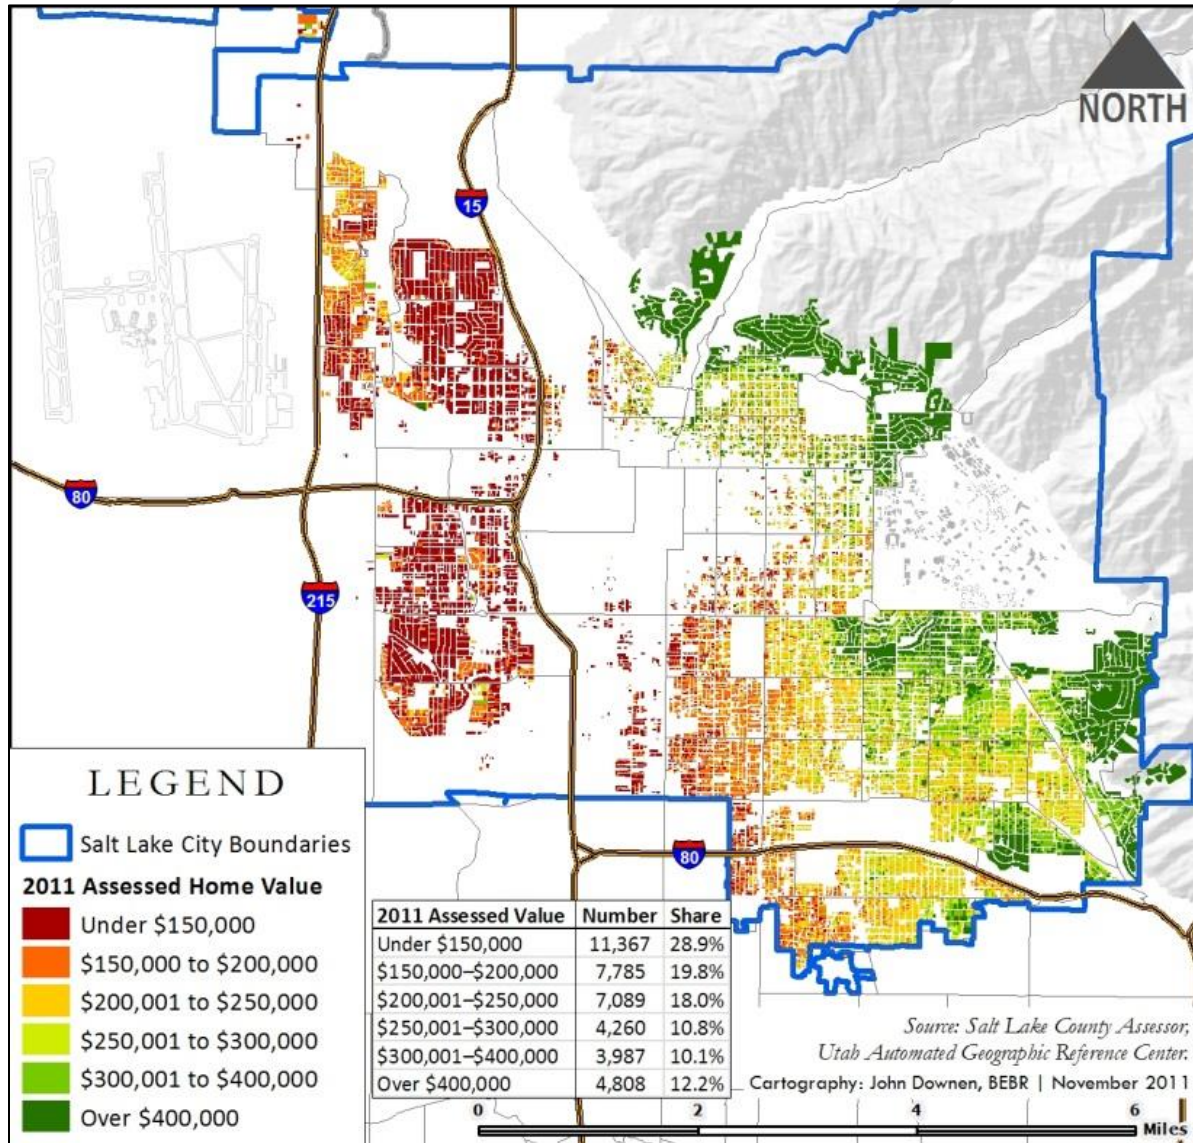 NORTH
15
80
215
80
LEGEND
Salt Lake City Boundaries
2011 Assessed Home Value
Under $150,000
$150,000 to $200,000
$200,001 to $250,000
$250,001 to $300,000
$300,001 to $400,000
Over $400,000
2011 Assessed Value Number Share
Under $150,000 11,367 28.9%
$150,000–$200,000 7,785 19.8%
$200,001–$250,000 7,089 18.0%
$250,001–$300,000 4,260 10.8%
$300,001–$400,000 3,987 10.1%
Over $400,000 4,808 12.2%
Source: Salt Lake County Assessor,
Utah Automated Geographic Reference Center.
Cartography: John Downen, BEBR | November 2011
0 2 4 6
Miles